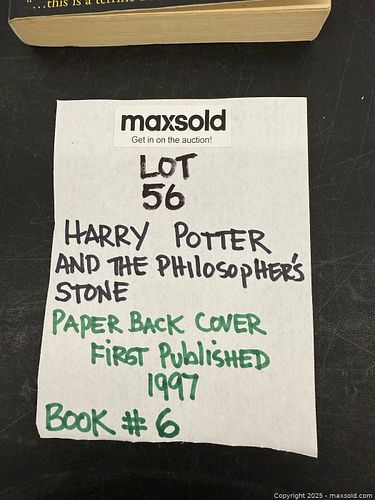 "...this is a terrific
maxsold
Get in on the auction!
LOT
56
HARRY POTTER
AND THE PHILOSOPHER'S
STONE
PAPER BACK COVER
FIRST PUBLISHED
1997
BOOK # 6
Copyright 2025 - maxsold.com